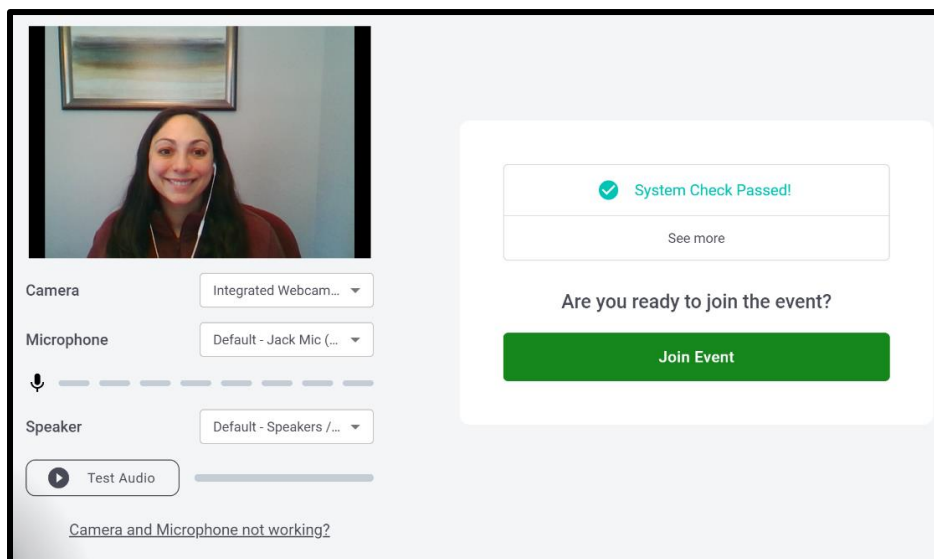 Camera
Integrated Webcam...
Microphone
Default - Jack Mic (...
Speaker
Default - Speakers /...
Test Audio
Camera and Microphone not working?
System Check Passed!
See more
Are you ready to join the event?
Join Event